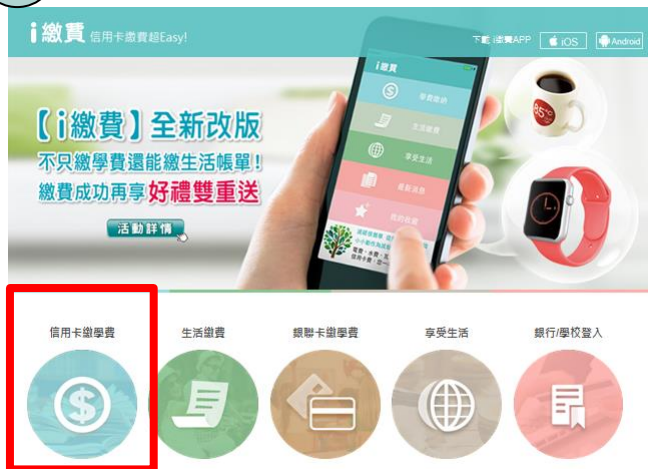 i繳費 信用卡繳費超Easy!
下載 i繳費APP iOS Android
【i繳費】全新改版
不只繳學費還能繳生活帳單!
繳費成功再享好禮雙重送
活動詳情
i繳費
學費繳納
生活繳費
享受生活
最新消息
我的收藏
85°C
信用卡繳學費
生活繳費
銀聯卡繳學費
享受生活
銀行/學校登入